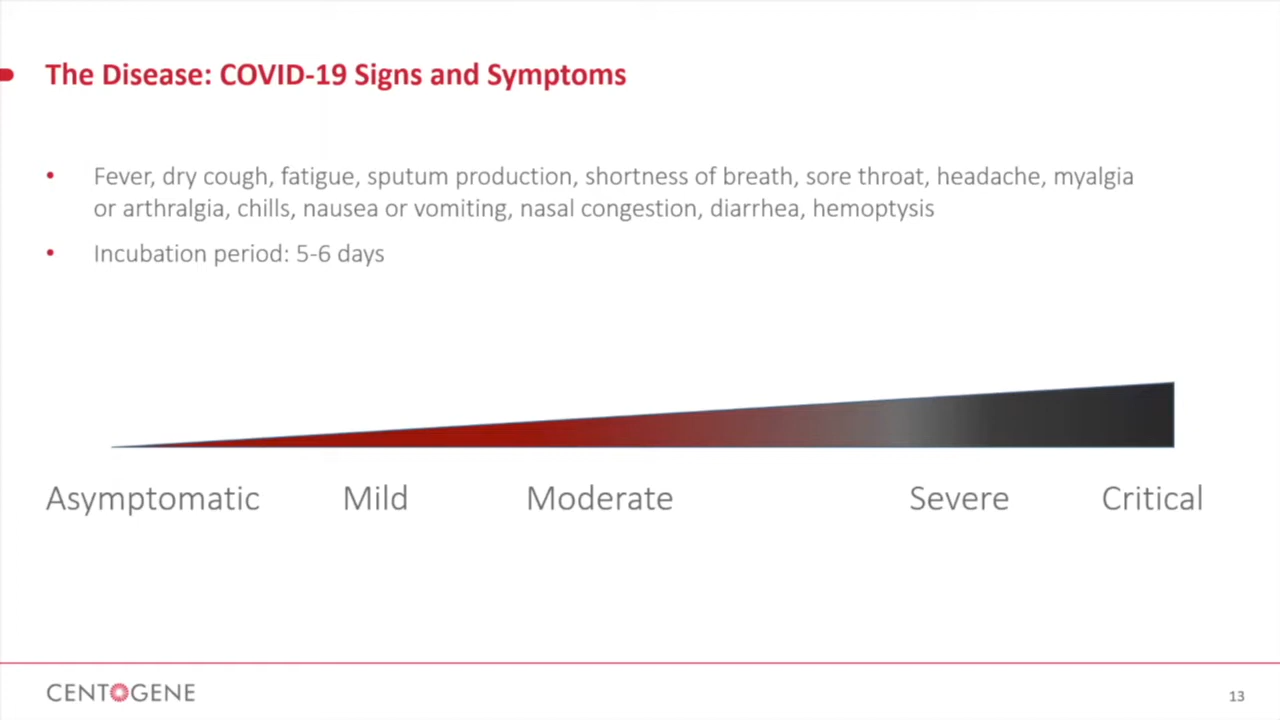 The Disease: COVID-19 Signs and Symptoms
• Fever, dry cough, fatigue, sputum production, shortness of breath, sore throat, headache, myalgia
or arthralgia, chills, nausea or vomiting, nasal congestion, diarrhea, hemoptysis
• Incubation period: 5-6 days
Asymptomatic Mild Moderate Severe Critical
CENTOGENE 13